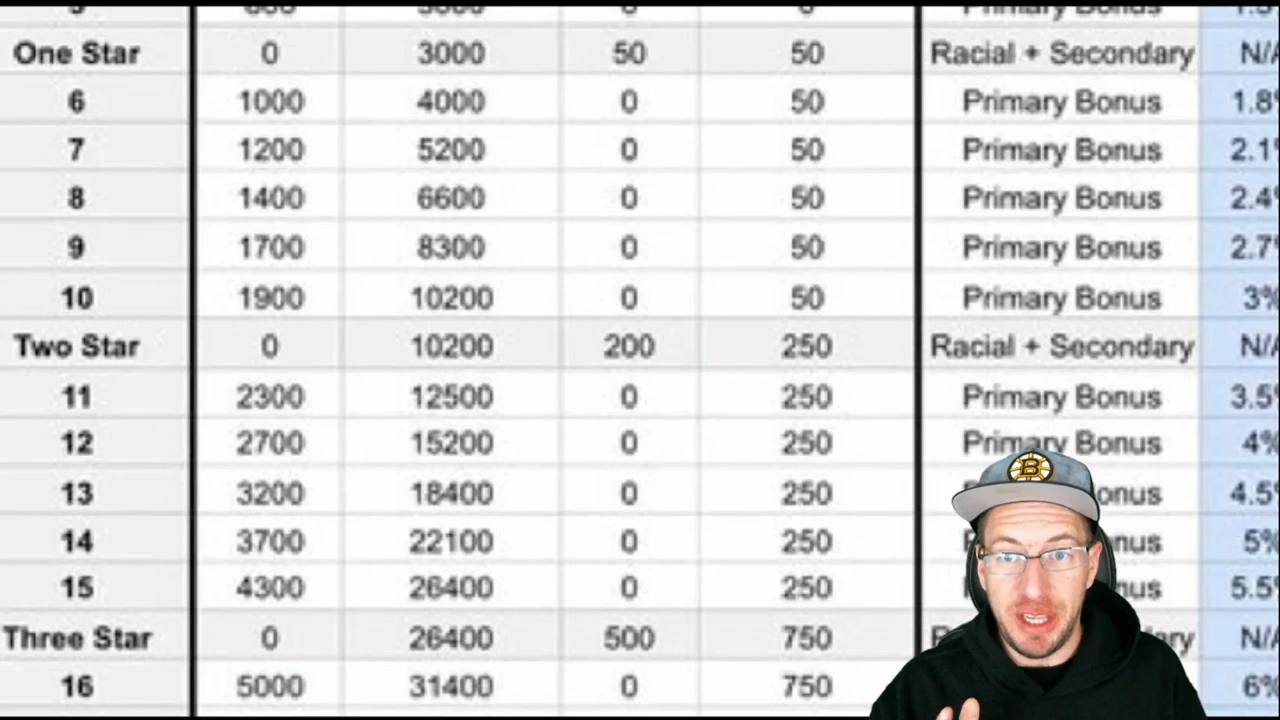 One Star 0 3000 50 50 Racial + Secondary N/A
6 1000 4000 0 50 Primary Bonus 1.8%
7 1200 5200 0 50 Primary Bonus 2.1%
8 1400 6600 0 50 Primary Bonus 2.4%
9 1700 8300 0 50 Primary Bonus 2.7%
10 1900 10200 0 50 Primary Bonus 3%
Two Star 0 10200 200 250 Racial + Secondary N/A
11 2300 12500 0 250 Primary Bonus 3.5%
12 2700 15200 0 250 Primary Bonus 4%
13 3200 18400 0 250 onus 4.5%
14 3700 22100 0 250 nus 5%
15 4300 26400 0 250 onus 5.5%
Three Star 0 26400 500 750 dary N/A
16 5000 31400 0 750 6%
B